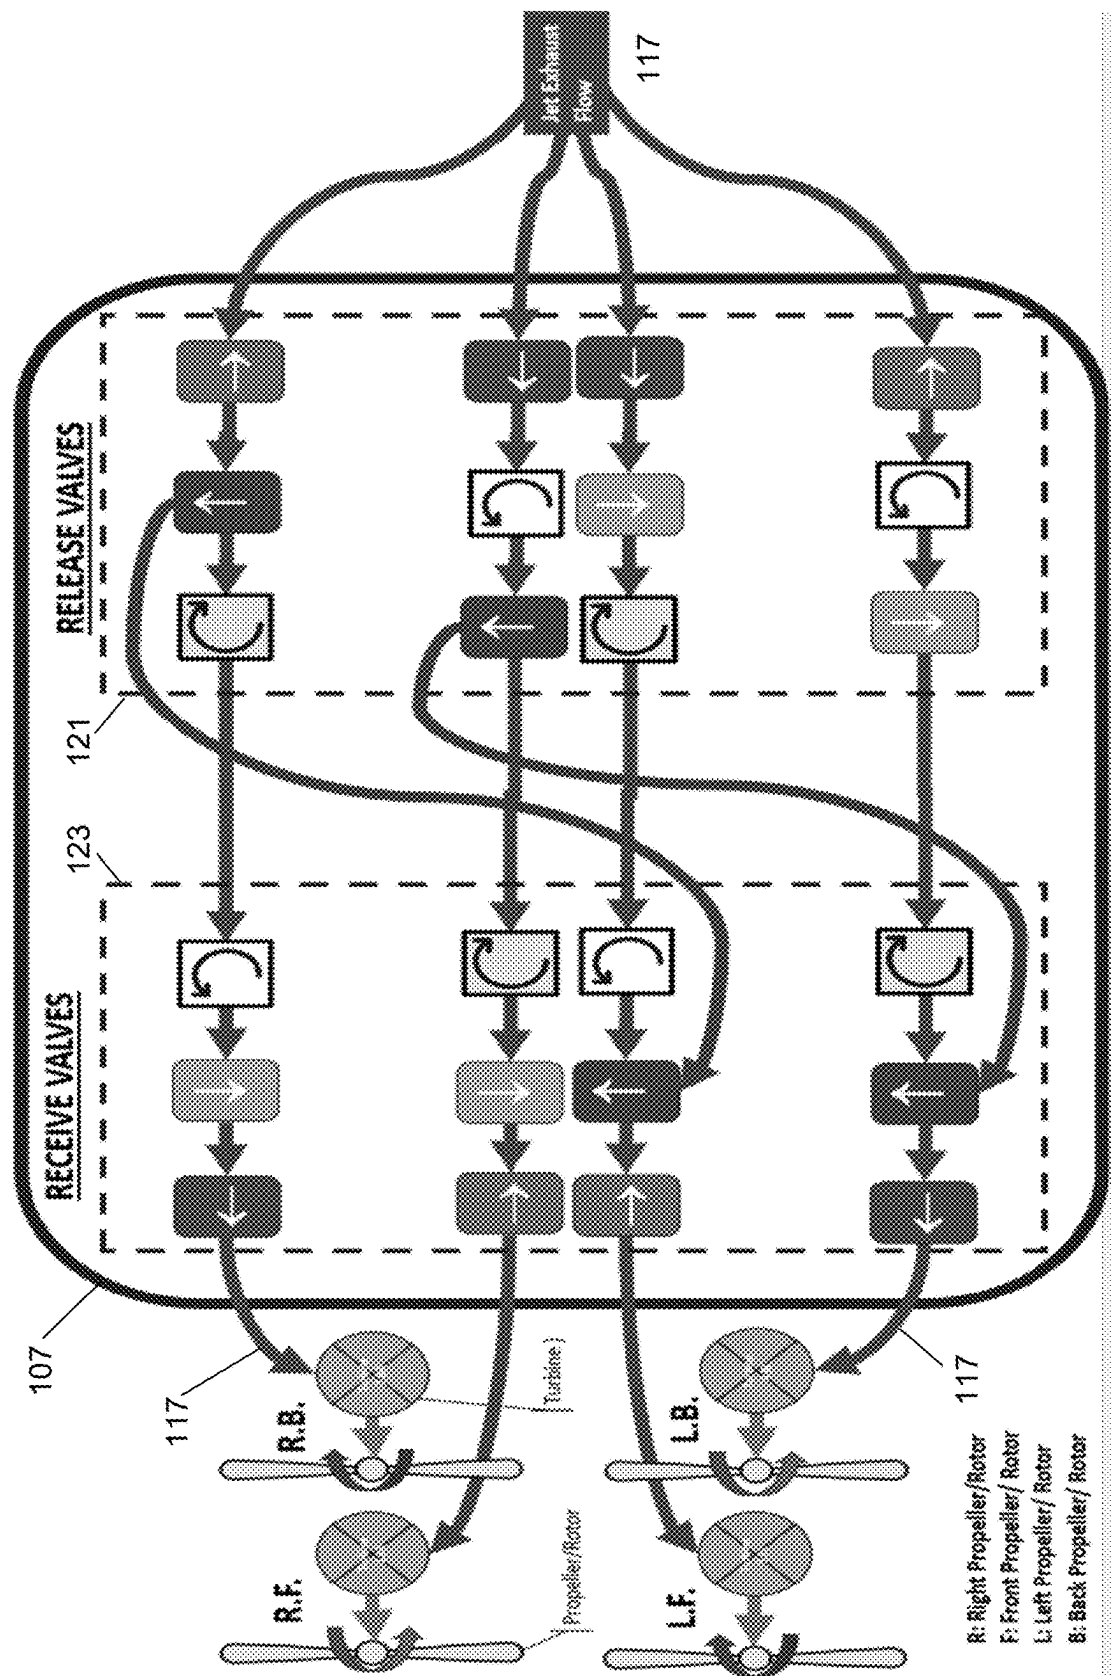 Jet Exhaust
Flow
117
RELEASE VALVES
121
123
RECEIVE VALVES
107
117
R.B.
[Turbine]
R.F.
[Propeller/Rotor
L.B.
117
L.F.
R: Right Propeller/Rotor
F: Front Propeller/ Rotor
L: Left Propeller/ Rotor
B: Back Propeller/ Rotor